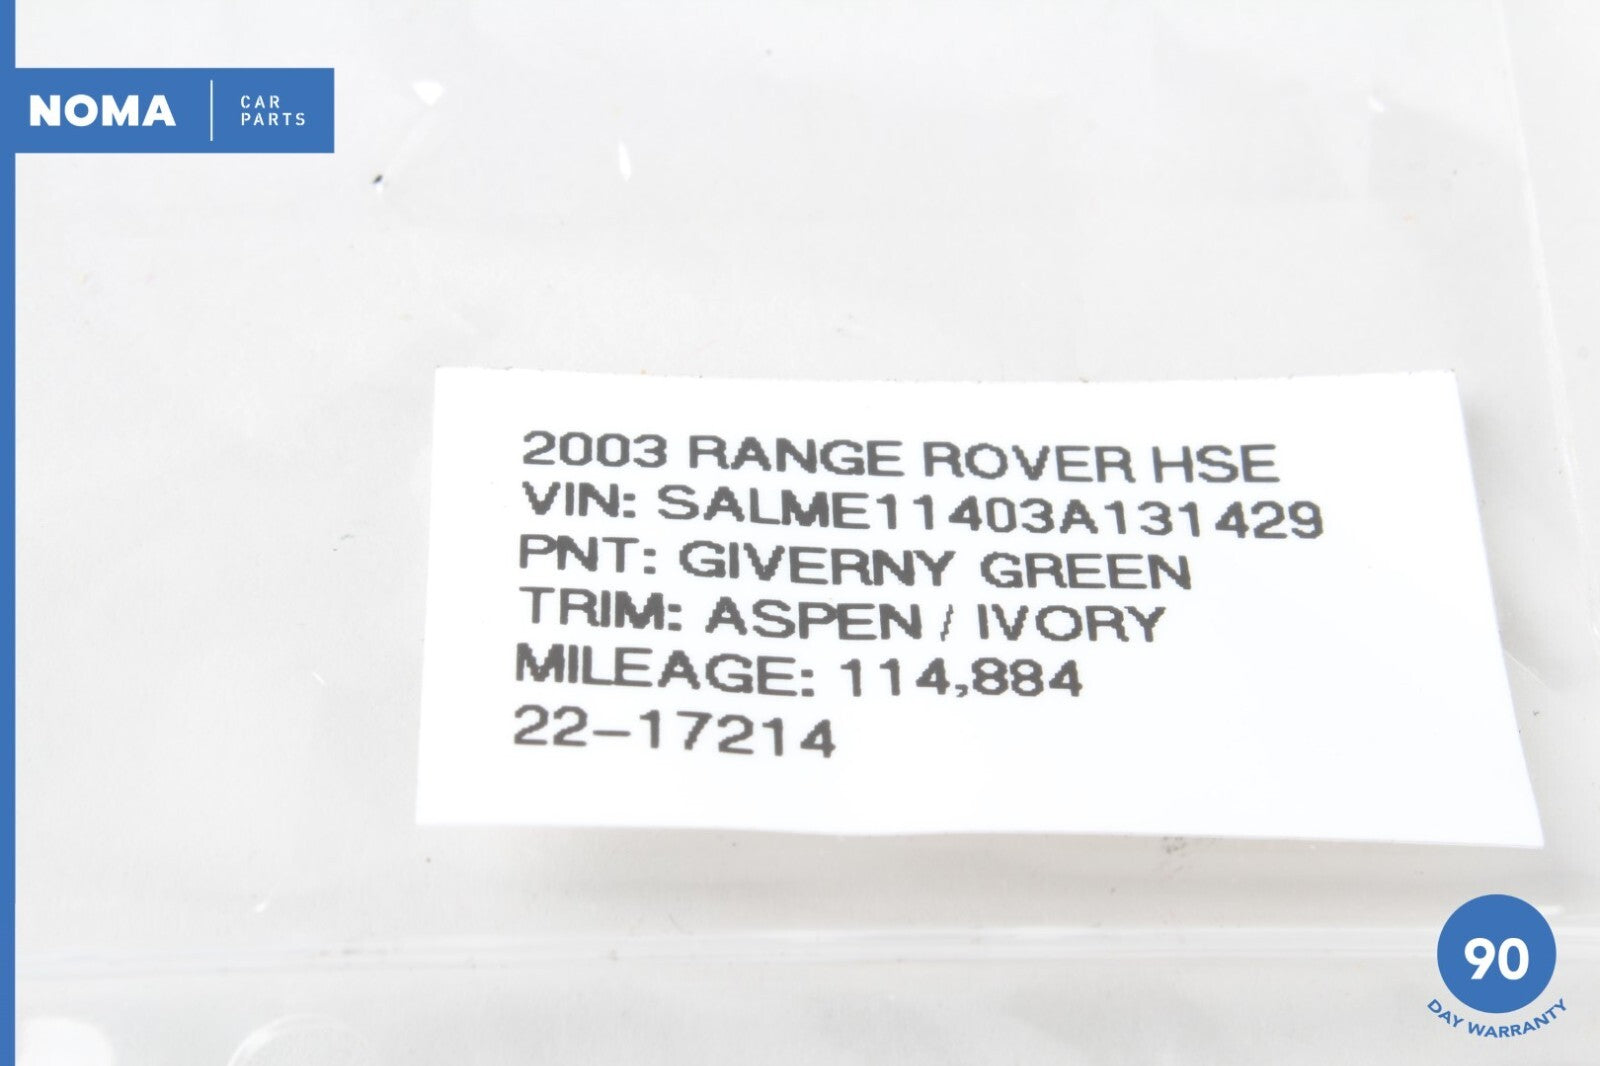 NOMA
CAR
PARTS
2003 RANGE ROVER HSE
VIN: SALME11403A131429
PNT: GIVERNY GREEN
TRIM: ASPEN / IVORY
MILEAGE: 114,884
22-17214
90
DAY WARRANTY